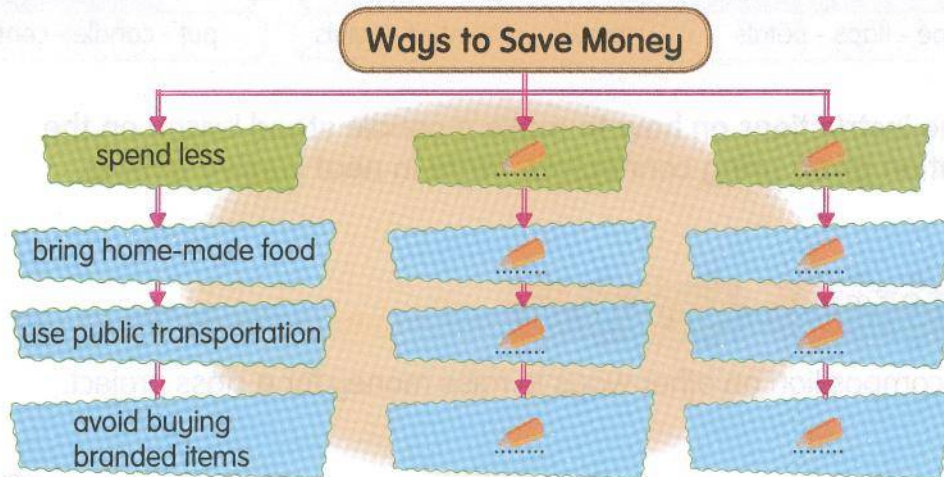 Ways to Save Money
spend less
bring home-made food
use public transportation
avoid buying
branded items